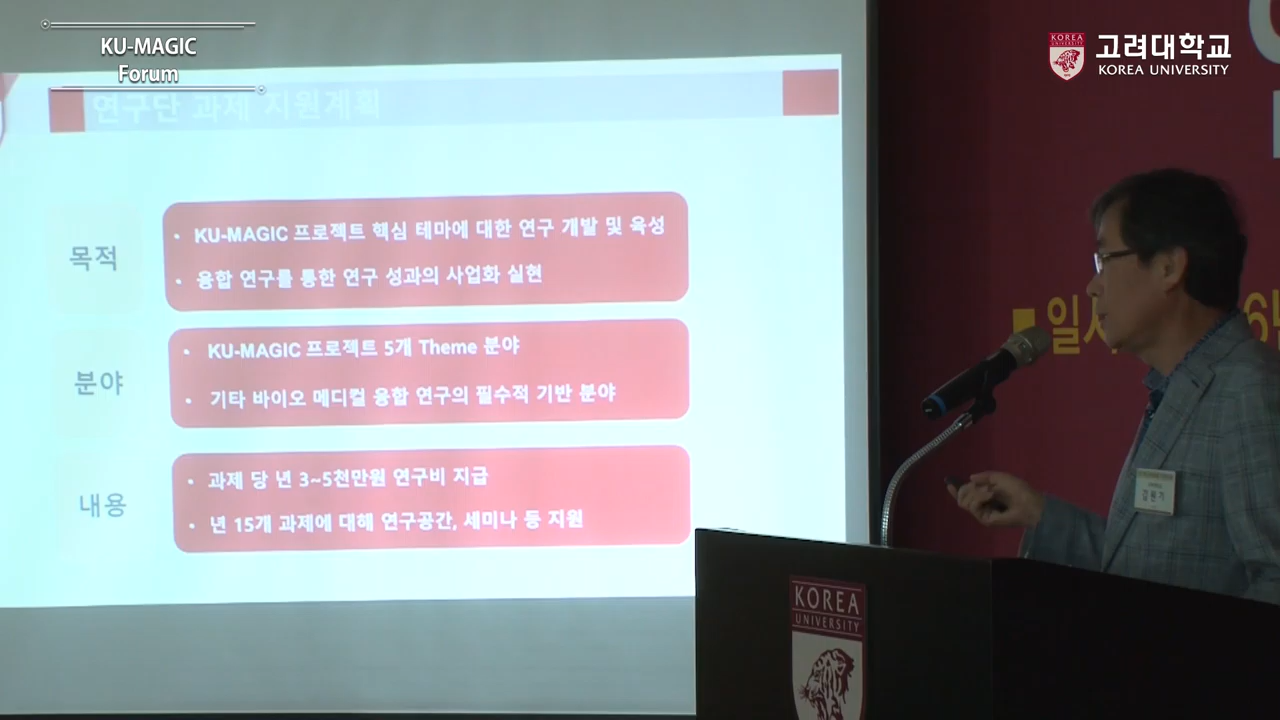 KU-MAGIC
Forum
KOREA
UNIVERSITY
고려대학교
KOREA UNIVERSITY
연구단 과제 지원계획
목적
• KU-MAGIC 프로젝트 핵심 테마에 대한 연구 개발 및 육성
• 융합 연구를 통한 연구 성과의 사업화 실현
분야
• KU-MAGIC 프로젝트 5개 Theme 분야
• 기타 바이오 메디컬 융합 연구의 필수적 기반 분야
내용
• 과제 당 년 3~5천만원 연구비 지급
• 년 15개 과제에 대해 연구공간, 세미나 등 지원
KOREA
UNIVERSITY